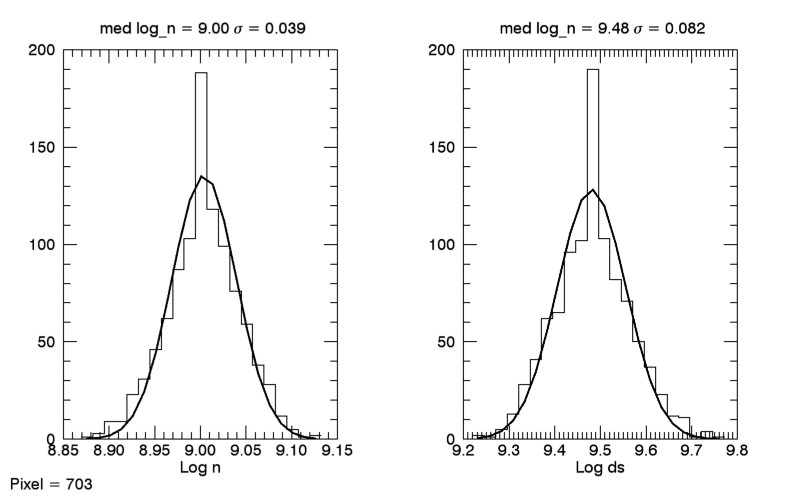 med log_n = 9.00 σ = 0.039
med log_n = 9.48 σ = 0.082
200
150
100
50
0
8.85 8.90 8.95 9.00 9.05 9.10 9.15
Log n
200
150
100
50
0
9.2 9.3 9.4 9.5 9.6 9.7 9.8
Log ds
Pixel = 703